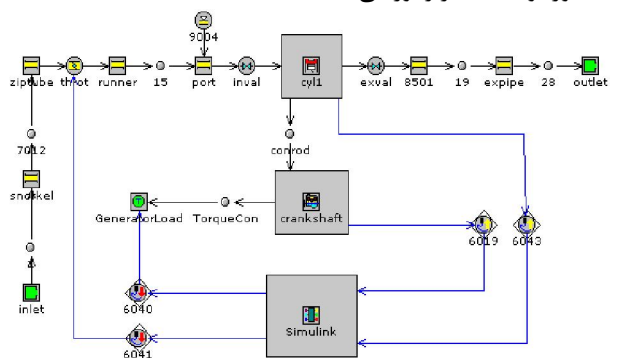 9004
ziptube throt runner 15 port inval cyl1 exval 8501 19 expipe 28 outlet
7012
conrod
snorkel
GeneratorLoad TorqueCon crankshaft
6019 6043
inlet
6040
Simulink
6041